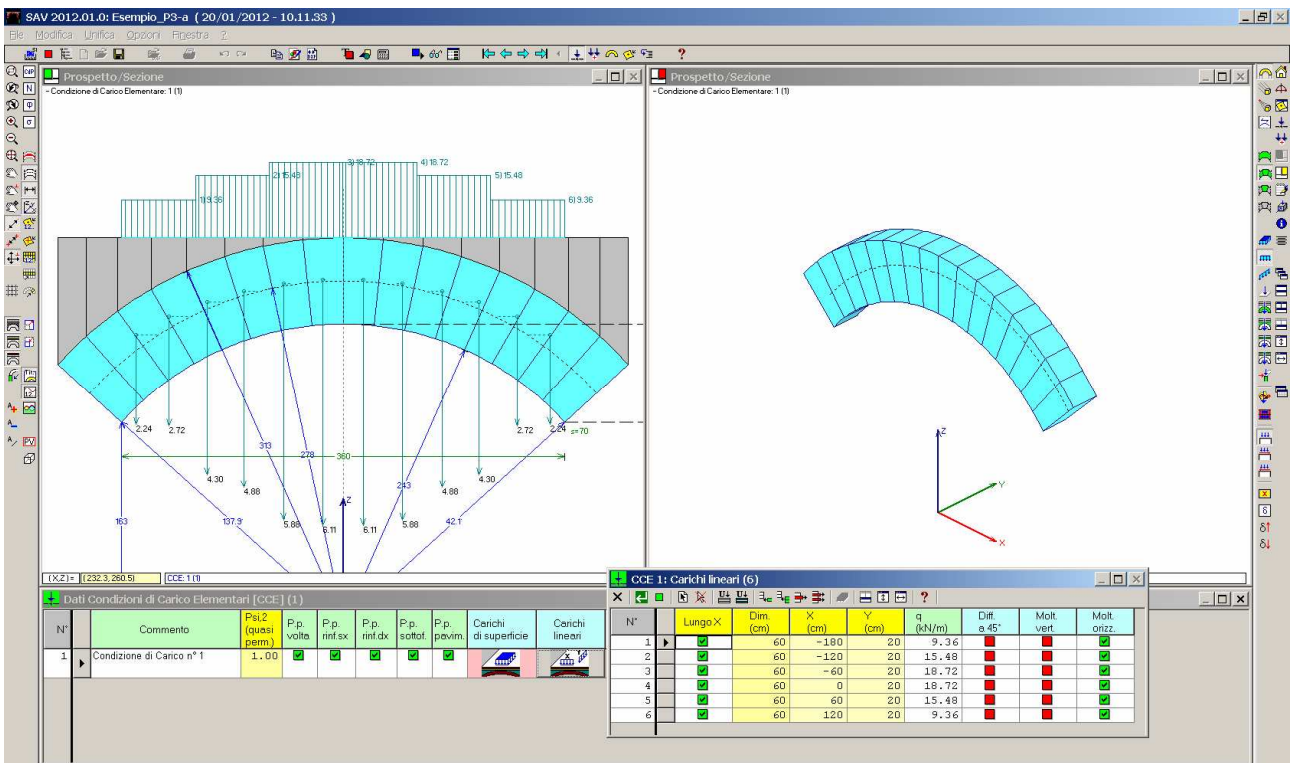 SAV 2012.01.0: Esempio_P3-a ( 20/01/2012 - 10.11.33 )
File Modifica Unifica Opzioni Finestra ?
Prospetto/Sezione
- Condizione di Carico Elementare: 1 (1)
3) 18.72 4) 18.72
2) 15.48 5) 15.48
1) 9.36 6) 9.36
2.24 2.72 2.72 2.24 s=70
313
278 360
4.30 243 4.30
4.88 4.88
Z
163 137.9 5.88 6.11 6.11 5.88 42.1
(X,Z)= (232.3, 260.5) CCE: 1 (1)
Prospetto/Sezione
- Condizione di Carico Elementare: 1 (1)
Z
Y
X
Dati Condizioni di Carico Elementari [CCE] (1)
N° Commento Psi,2 (quasi perm.) P.p. volta P.p. rinf.sx P.p. rinf.dx P.p. sottof. P.p. pavim. Carichi di superficie Carichi lineari
1 Condizione di Carico n° 1 1.00
CCE 1: Carichi lineari (6)
N° Lungo X Dim. (cm) X (cm) Y (cm) q (kN/m) Diff. a 45° Molt. vert. Molt. orizz.
1 60 -180 20 9.36
2 60 -120 20 15.48
3 60 -60 20 18.72
4 60 0 20 18.72
5 60 60 20 15.48
6 60 120 20 9.36